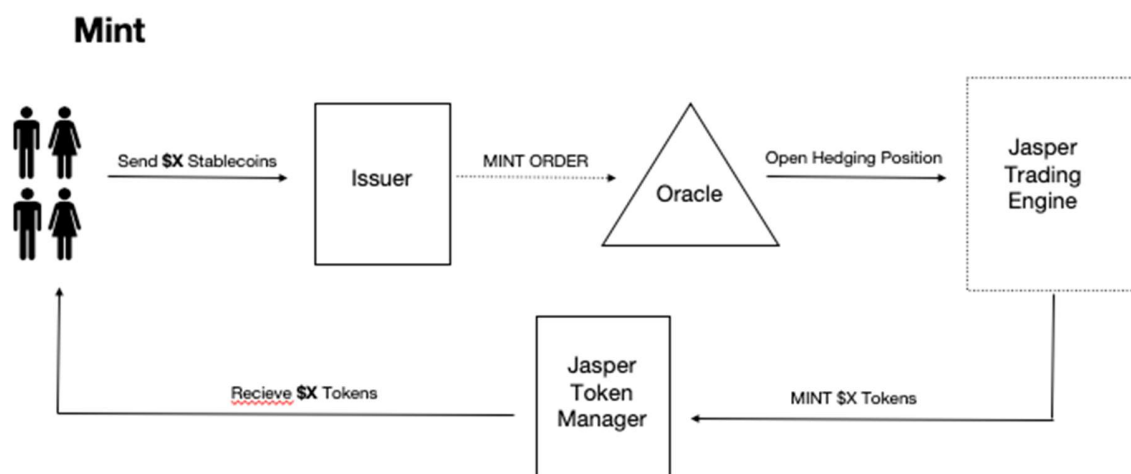 Mint
Send $X Stablecoins
Issuer
MINT ORDER
Oracle
Open Hedging Position
Jasper
Trading
Engine
Jasper
Token
Manager
Recieve $X Tokens
MINT $X Tokens